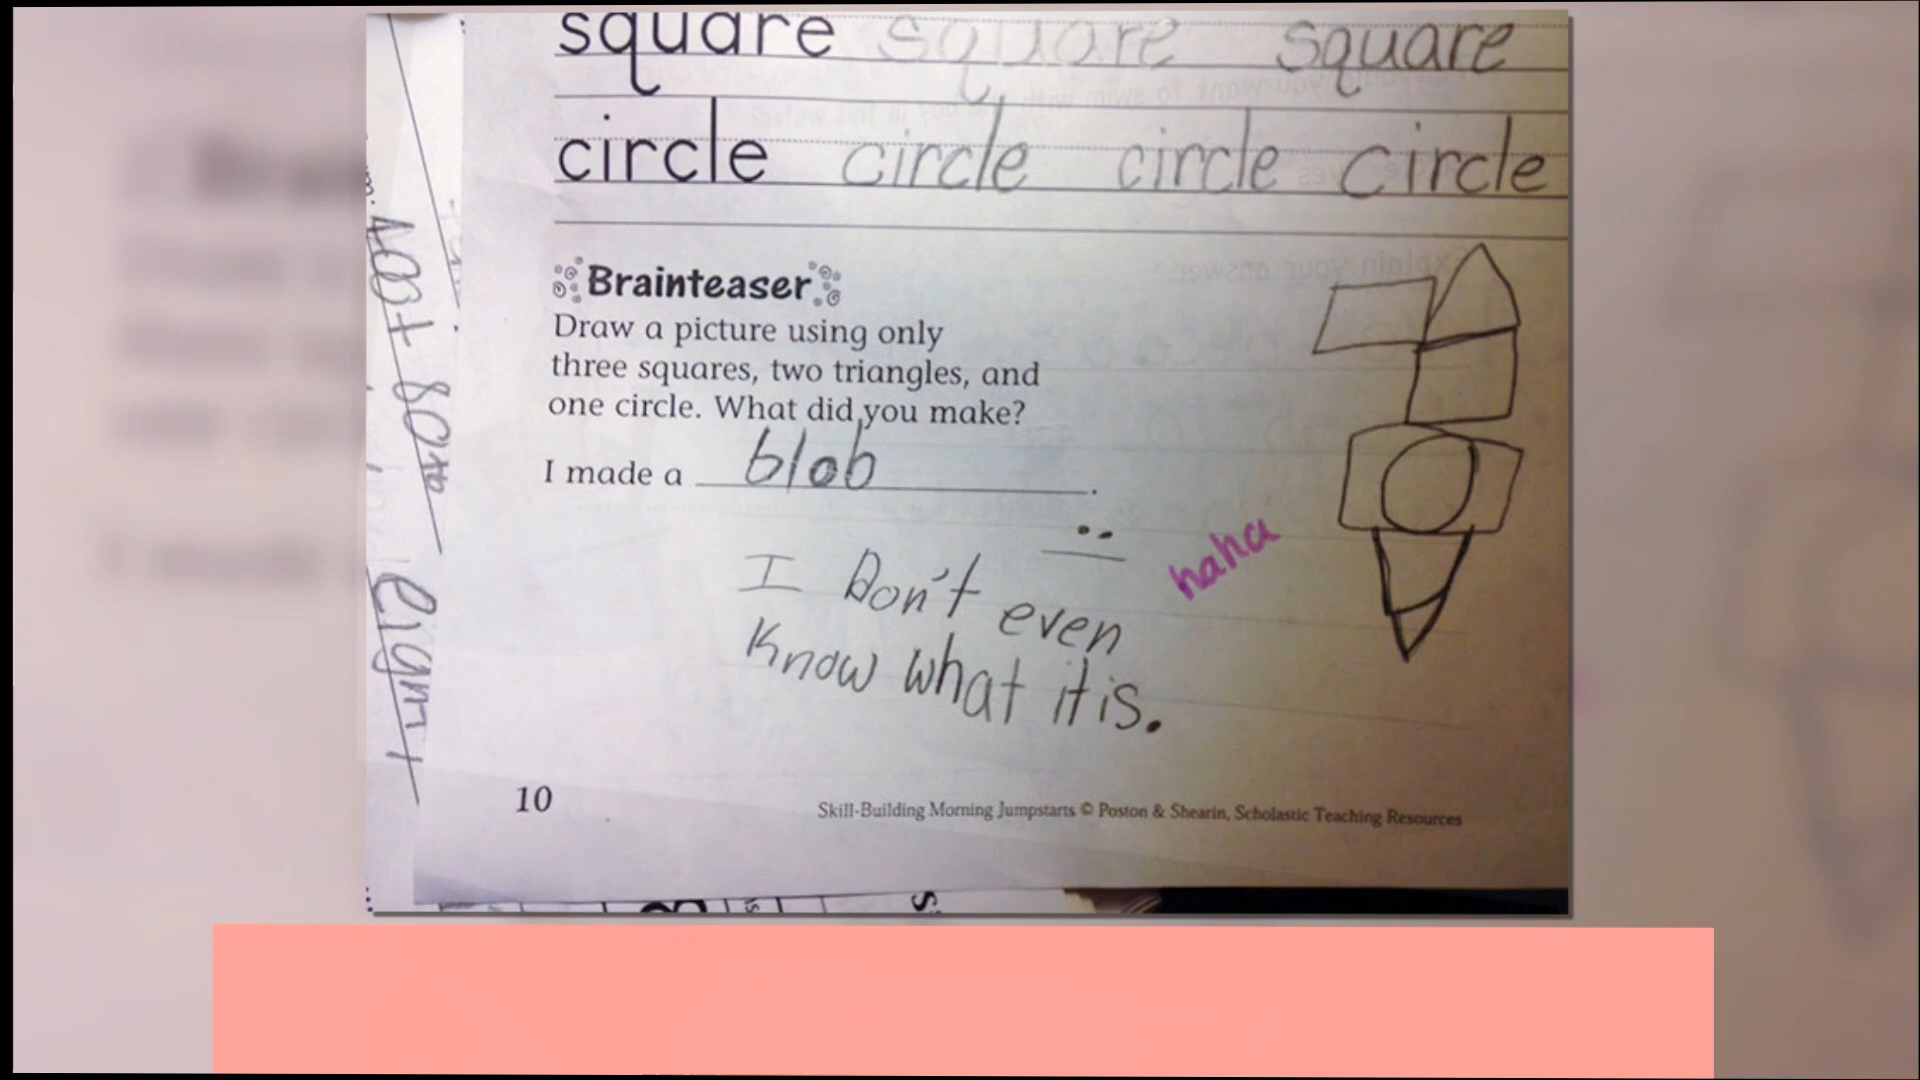 square square square
circle circle circle circle
Brainteaser
Draw a picture using only
three squares, two triangles, and
one circle. What did you make?
I made a blob.
haha
I Don't even
know what it is.
10
Skill-Building Morning Jumpstarts © Poston & Shearin, Scholastic Teaching Resources